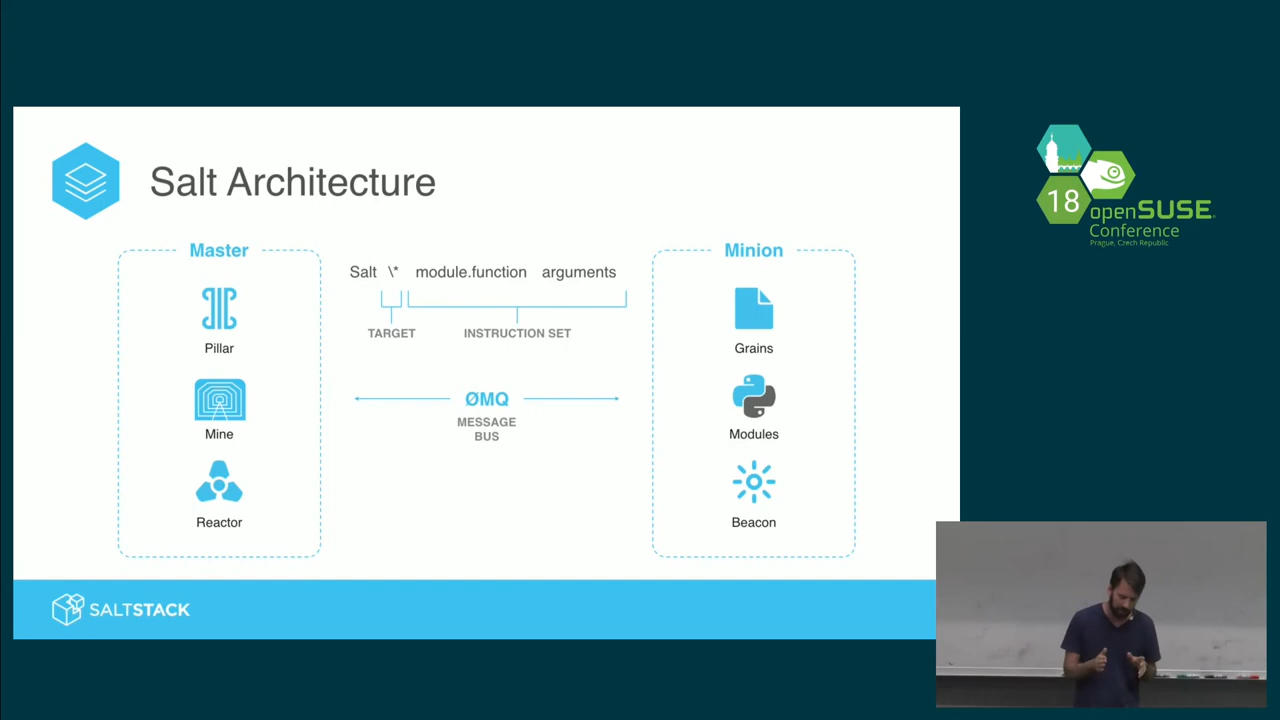 Salt Architecture
Master
Pillar
Mine
Reactor
Salt \* module.function arguments
TARGET INSTRUCTION SET
ØMQ
MESSAGE
BUS
Minion
Grains
Modules
Beacon
SALTSTACK
18
openSUSE
Conference
Prague, Czech Republic